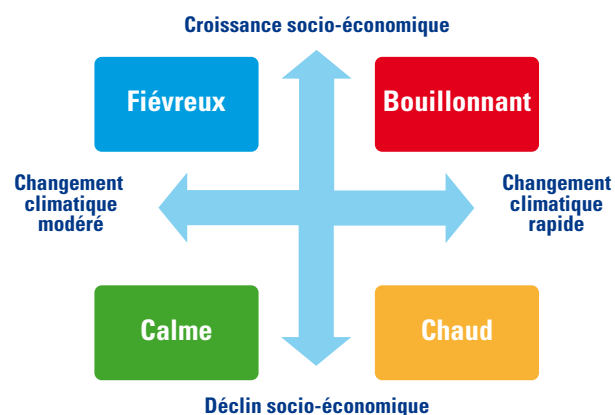 Croissance socio-économique
Fiévreux
Bouillonnant
Changement
climatique
modéré
Changement
climatique
rapide
Calme
Chaud
Déclin socio-économique